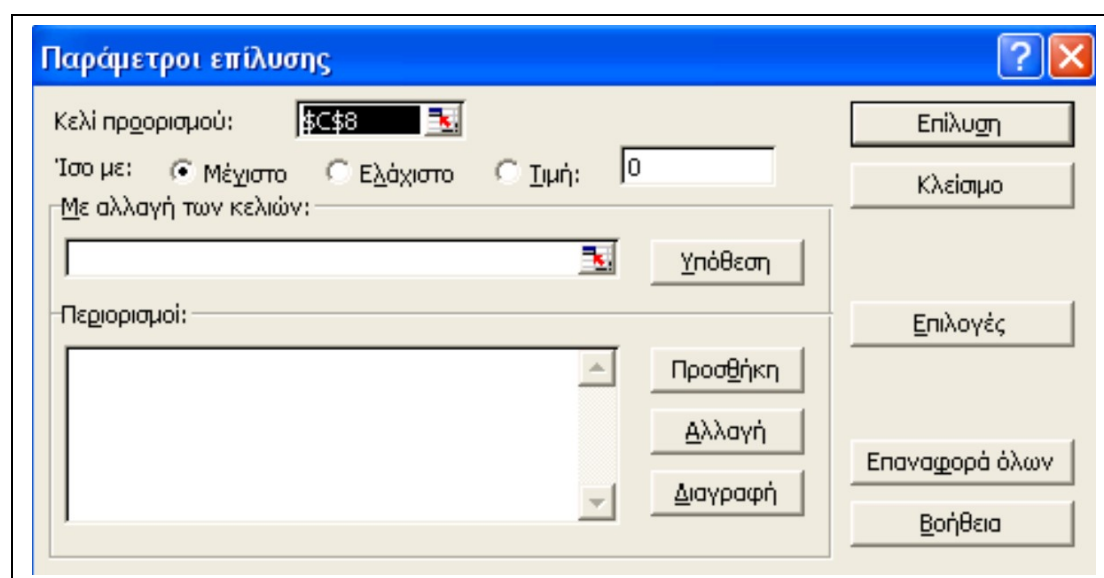 Παράμετροι επίλυσης
Κελί προορισμού: $C$8
Επίλυση
Ίσο με: Μέγιστο Ελάχιστο Τιμή: 0
Κλείσιμο
Με αλλαγή των κελιών:
Υπόθεση
Περιορισμοί:
Επιλογές
Προσθήκη
Αλλαγή
Επαναφορά όλων
Διαγραφή
Βοήθεια